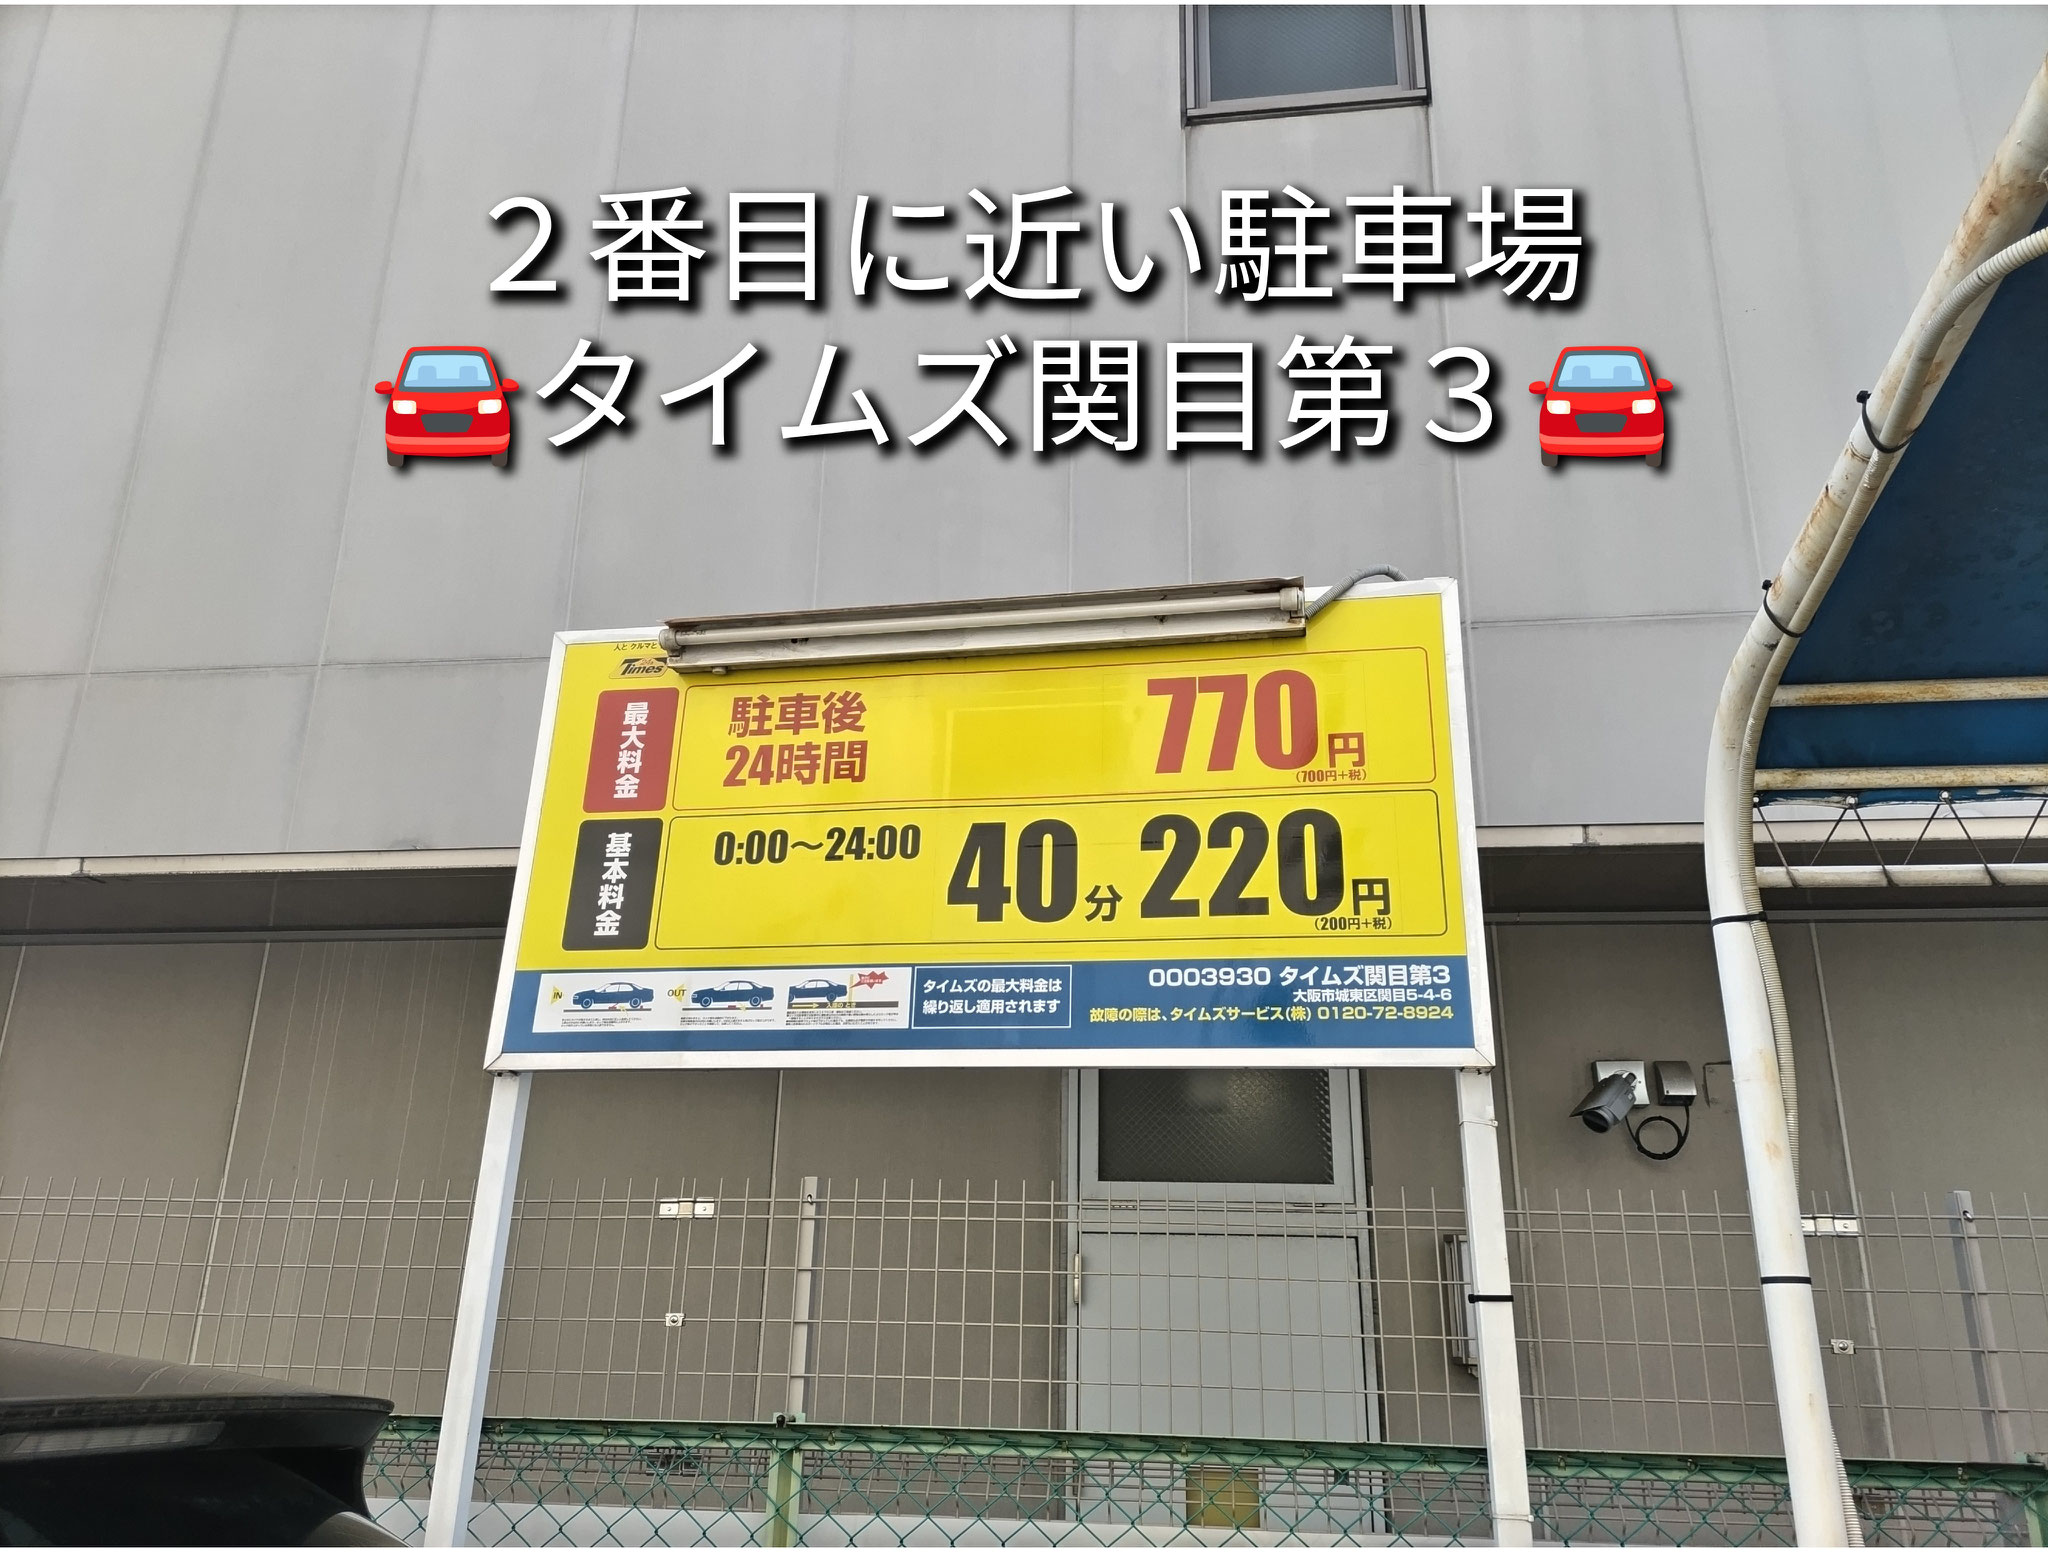 ２番目に近い駐車場
🚘タイムズ関目第３🚘
人と クルマと
Times
最大料金
駐車後
24時間
770円
(700円+税)
基本料金
0:00〜24:00
40分 220円
(200円+税)
IN
OUT
タイムズの最大料金は
繰り返し適用されます
0003930 タイムズ関目第3
大阪市城東区関目5-4-6
故障の際は、タイムズサービス(株) 0120-72-8924